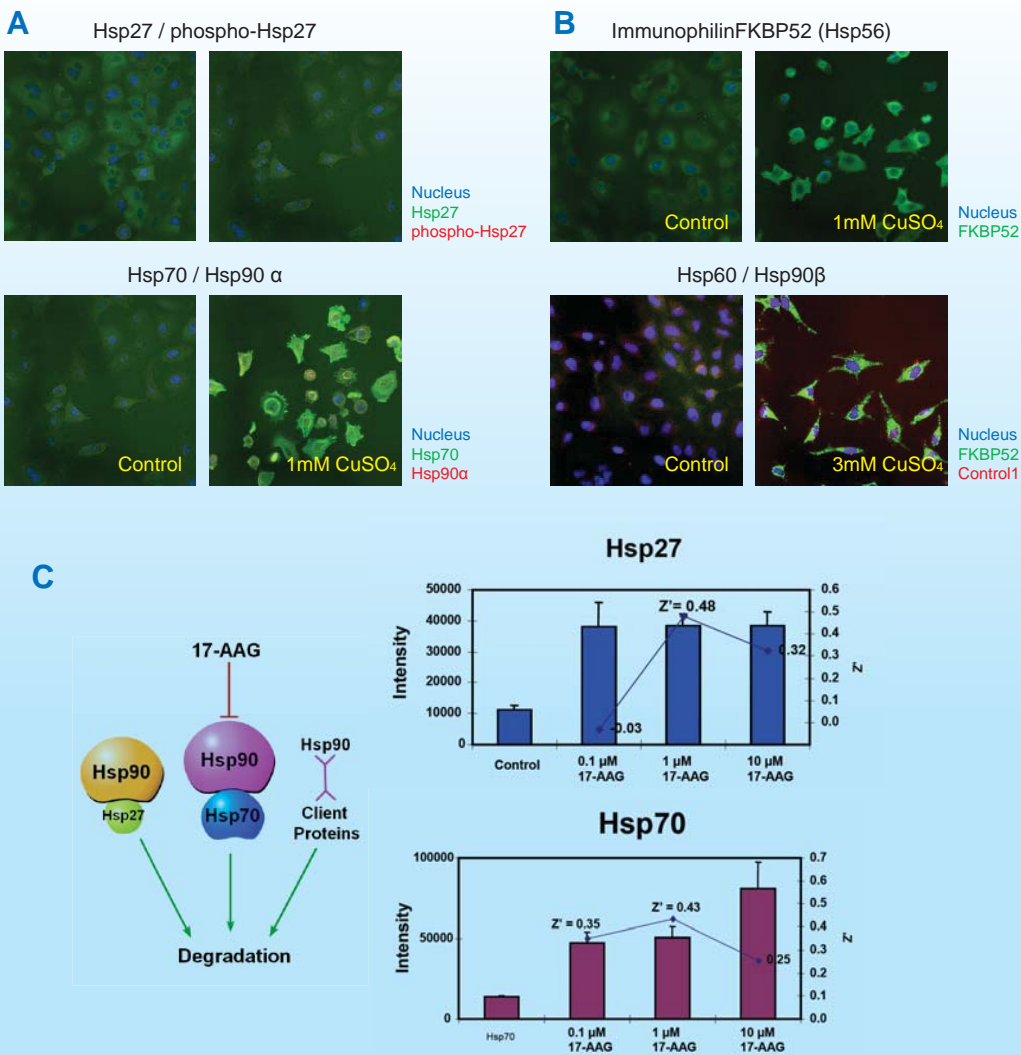 A
Hsp27 / phospho-Hsp27
Nucleus
Hsp27
phospho-Hsp27
Hsp70 / Hsp90 α
Control
1mM CuSO4
Nucleus
Hsp70
Hsp90α
B
ImmunophilinFKBP52 (Hsp56)
Control
1mM CuSO4
Nucleus
FKBP52
Hsp60 / Hsp90β
Control
3mM CuSO4
Nucleus
FKBP52
Control1
C
17-AAG
Hsp90
Hsp27
Hsp90
Hsp70
Hsp90
Client
Proteins
Degradation
Hsp27
Intensity
50000
40000
30000
20000
10000
0
Z'= 0.48
0.32
-0.03
0.6
0.5
0.4
0.3
0.2
0.1
0.0
Z'
Control
0.1 µM
17-AAG
1 µM
17-AAG
10 µM
17-AAG
Hsp70
Intensity
100000
50000
0
Z' = 0.35
Z' = 0.43
0.25
0.7
0.6
0.5
0.4
0.3
0.2
0.1
0.0
Z'
Hsp70
0.1 µM
17-AAG
1 µM
17-AAG
10 µM
17-AAG